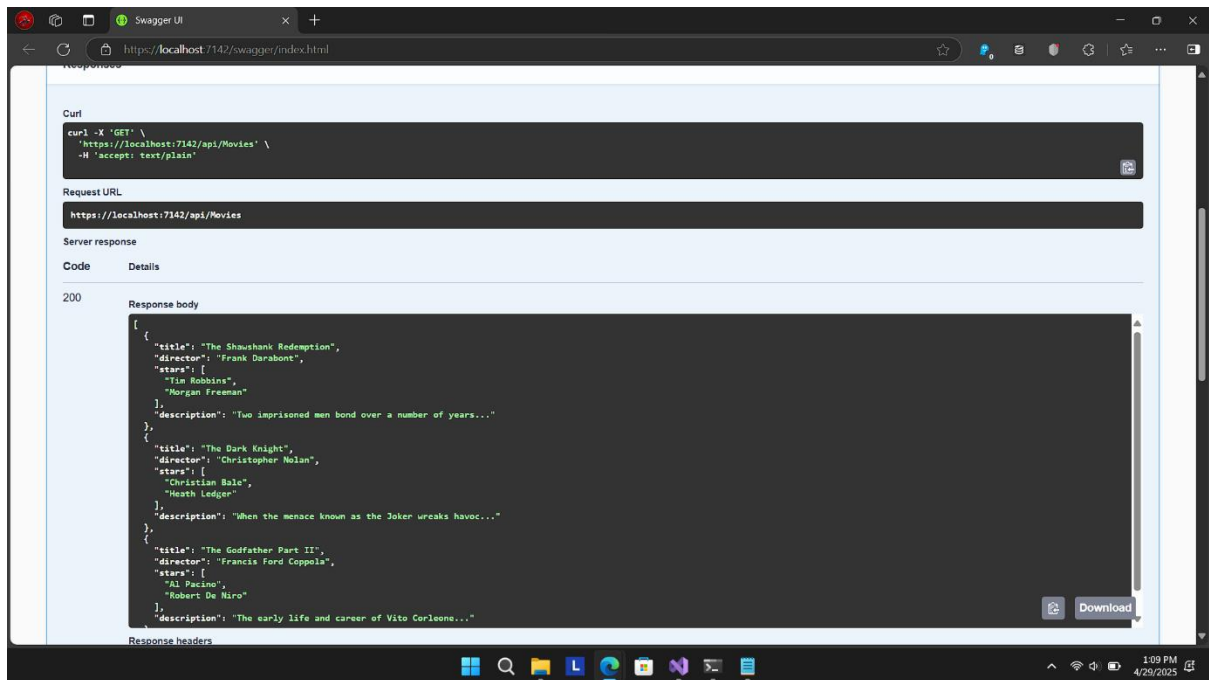 Swagger UI
https://localhost:7142/swagger/index.html
0
Responses
Curl
curl -X 'GET' \
'https://localhost:7142/api/Movies' \
-H 'accept: text/plain'
Request URL
https://localhost:7142/api/Movies
Server response
Code Details
200
Response body
[
{
"title": "The Shawshank Redemption",
"director": "Frank Darabont",
"stars": [
"Tim Robbins",
"Morgan Freeman"
],
"description": "Two imprisoned men bond over a number of years..."
},
{
"title": "The Dark Knight",
"director": "Christopher Nolan",
"stars": [
"Christian Bale",
"Heath Ledger"
],
"description": "When the menace known as the Joker wreaks havoc..."
},
{
"title": "The Godfather Part II",
"director": "Francis Ford Coppola",
"stars": [
"Al Pacino",
"Robert De Niro"
],
"description": "The early life and career of Vito Corleone..."
}
Download
Response headers
L
1:09 PM
4/29/2025